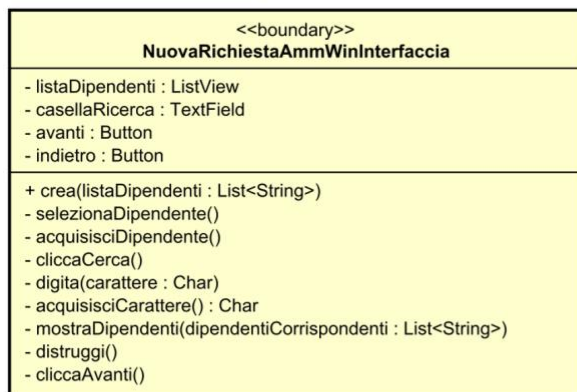 <<boundary>>
NuovaRichiestaAmmWinInterfaccia
- listaDipendenti : ListView
- casellaRicerca : TextField
- avanti : Button
- indietro : Button
+ crea(listaDipendenti : List<String>)
- selezionaDipendente()
- acquisisciDipendente()
- cliccaCerca()
- digita(carattere : Char)
- acquisisciCarattere() : Char
- mostraDipendenti(dipendentiCorrispondenti : List<String>)
- distruggi()
- cliccaAvanti()